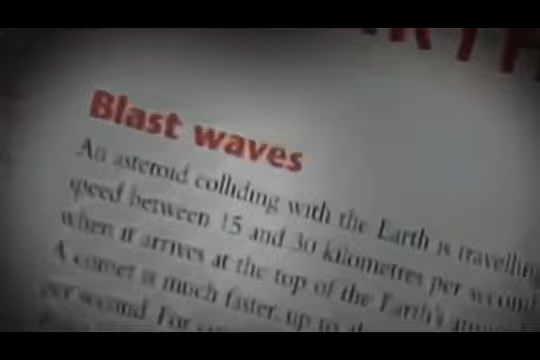 Blast waves
An asteroid colliding with the Earth is travelling
speed between 15 and 30 kilometres per second
when it arrives at the top of the Earth's
A comet is much faster, up to
per second. For